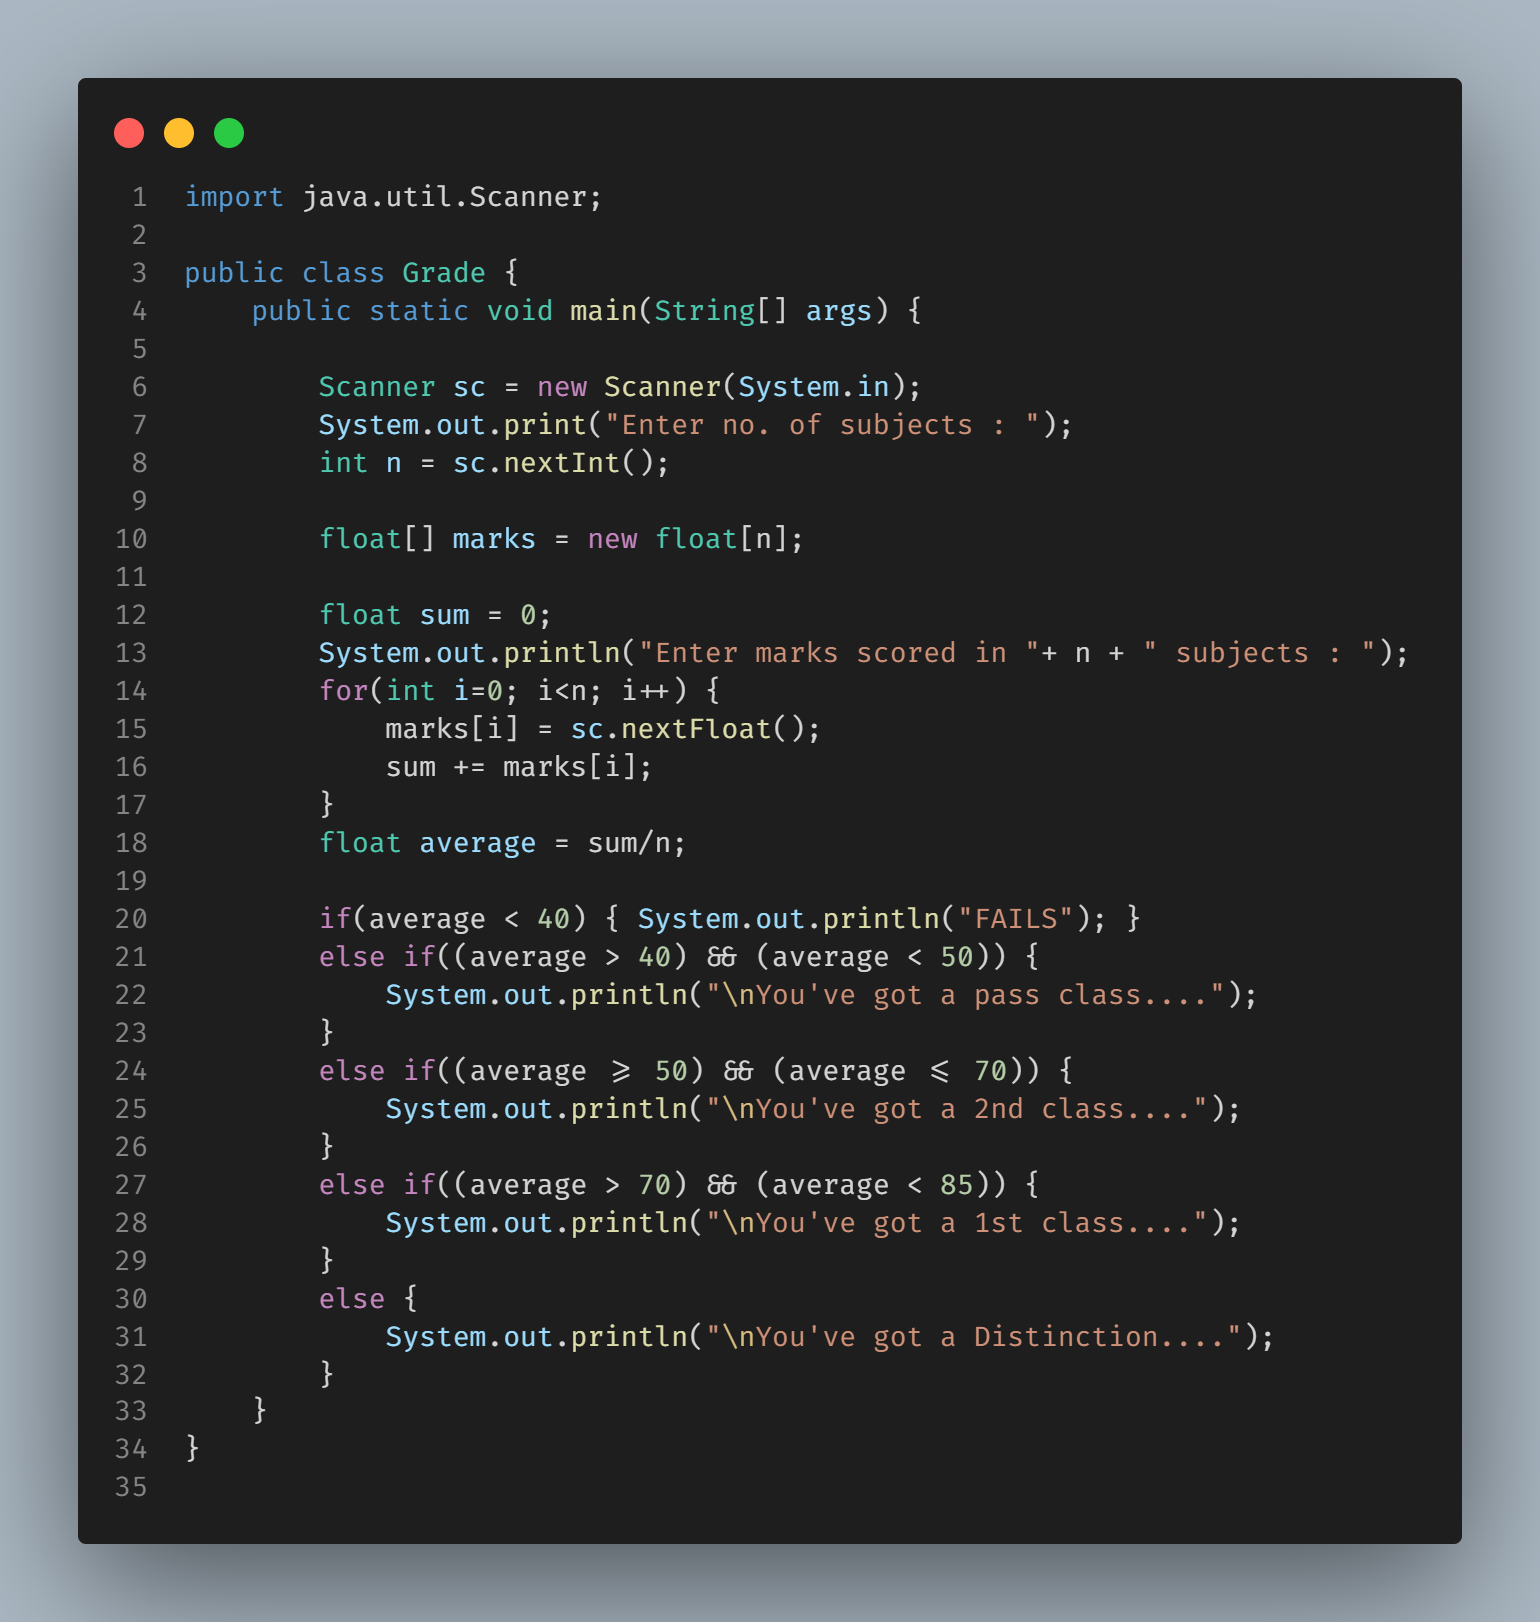 1 import java.util.Scanner;
2
3 public class Grade {
4     public static void main(String[] args) {
5
6         Scanner sc = new Scanner(System.in);
7         System.out.print("Enter no. of subjects : ");
8         int n = sc.nextInt();
9
10         float[] marks = new float[n];
11
12         float sum = 0;
13         System.out.println("Enter marks scored in "+ n + " subjects : ");
14         for(int i=0; i<n; i++) {
15             marks[i] = sc.nextFloat();
16             sum += marks[i];
17         }
18         float average = sum/n;
19
20         if(average < 40) { System.out.println("FAILS"); }
21         else if((average > 40) && (average < 50)) {
22             System.out.println("\nYou've got a pass class....");
23         }
24         else if((average >= 50) && (average <= 70)) {
25             System.out.println("\nYou've got a 2nd class....");
26         }
27         else if((average > 70) && (average < 85)) {
28             System.out.println("\nYou've got a 1st class....");
29         }
30         else {
31             System.out.println("\nYou've got a Distinction....");
32         }
33     }
34 }
35